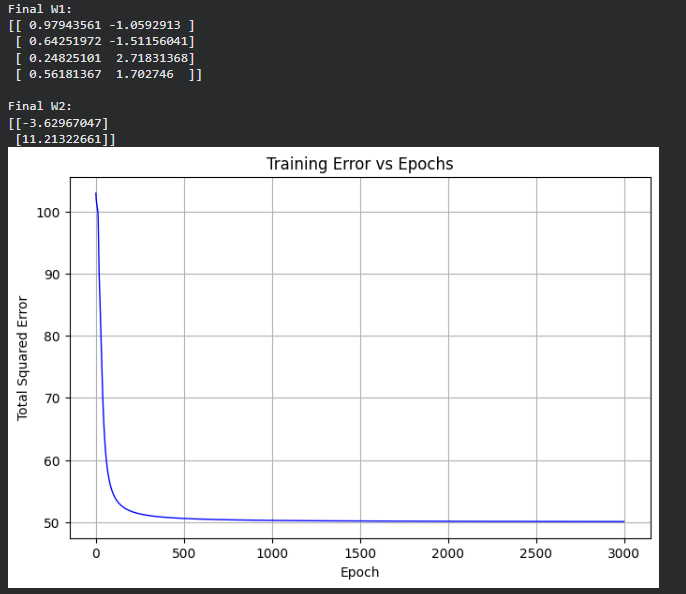 Final W1:
[[ 0.97943561 -1.0592913 ]
 [ 0.64251972 -1.51156041]
 [ 0.24825101  2.71831368]
 [ 0.56181367  1.702746  ]]
Final W2:
[[-3.62967047]
 [11.21322661]]
Training Error vs Epochs
100
90
80
70
60
50
Total Squared Error
0 500 1000 1500 2000 2500 3000
Epoch